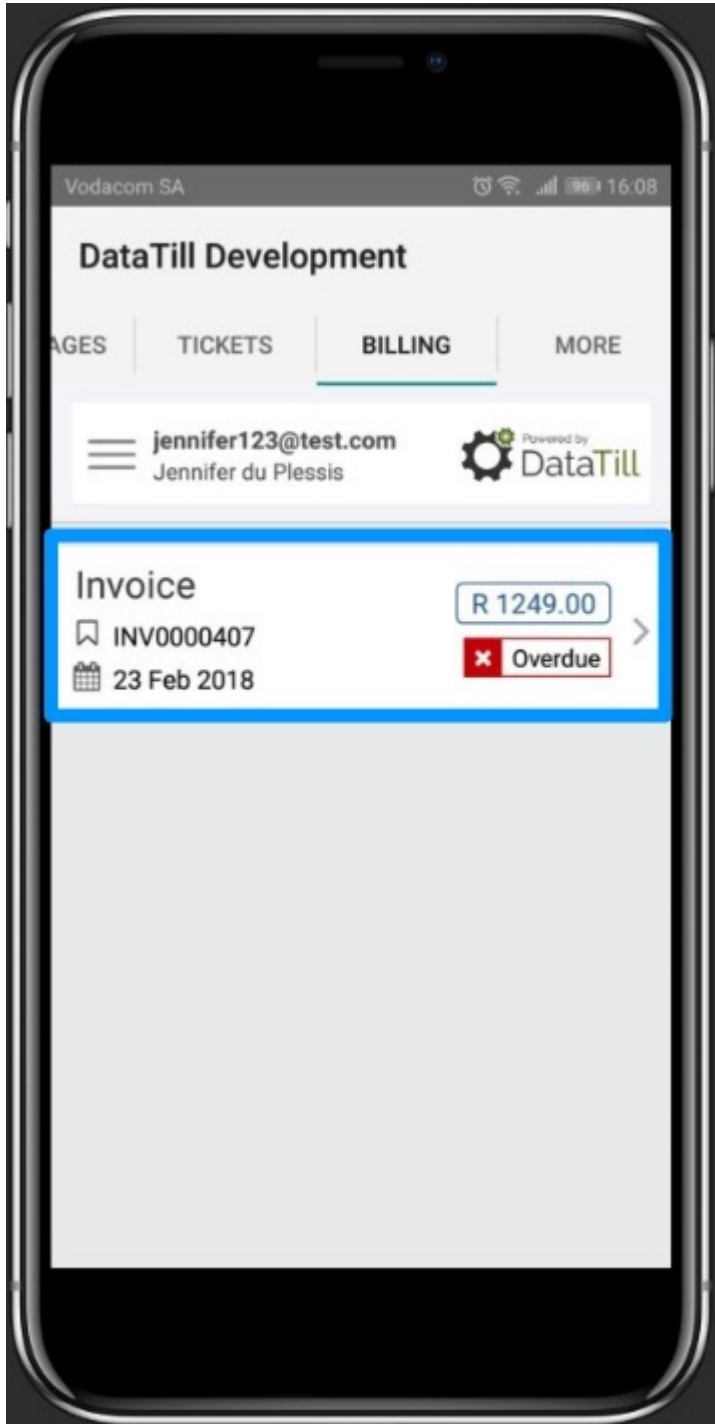 Vodacom SA 96 16:08
DataTill Development
AGES TICKETS BILLING MORE
jennifer123@test.com
Jennifer du Plessis
Powered by
DataTill
Invoice
INV0000407
23 Feb 2018
R 1249.00
Overdue